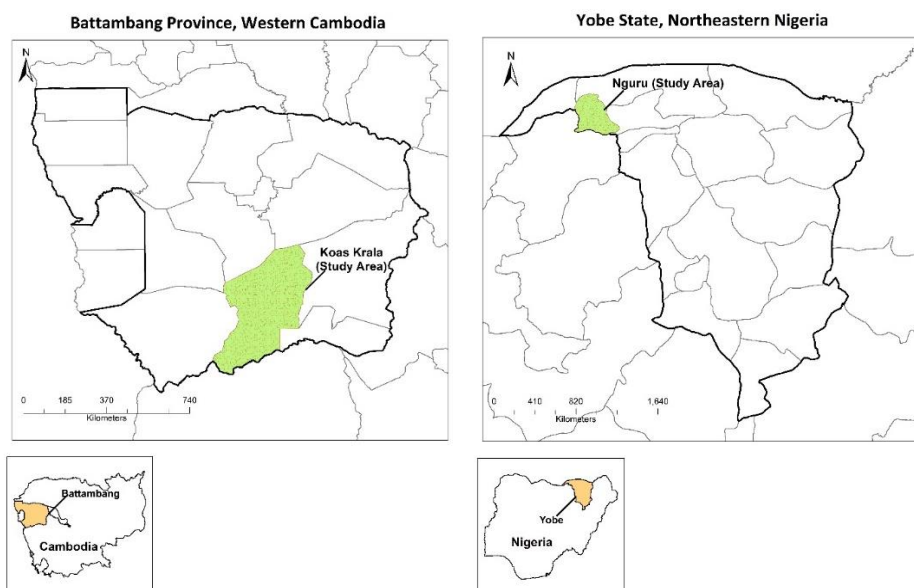 Battambang Province, Western Cambodia
N
Koas Krala
(Study Area)
0 185 370 740
Kilometers
Battambang
Cambodia
Yobe State, Northeastern Nigeria
N
Nguru (Study Area)
0 410 820 1,640
Kilometers
Yobe
Nigeria